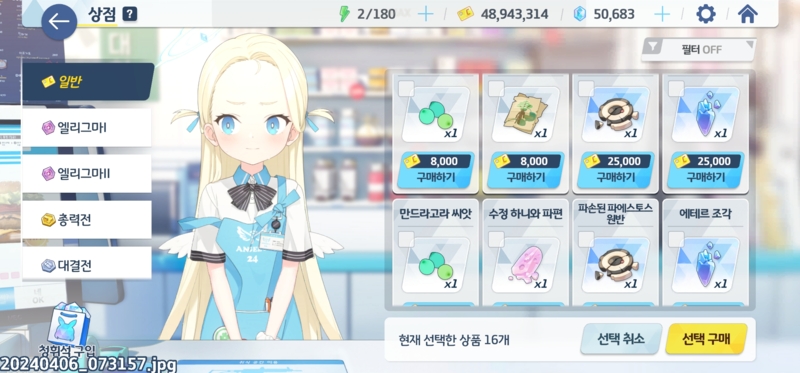 상점 ?
2/180
48,943,314
50,683
필터 OFF
일반
엘리그마I
엘리그마II
총력전
대결전
x1
x1
x1
x1
8,000
8,000
25,000
25,000
구매하기
구매하기
구매하기
구매하기
만드라고라 씨앗
수정 하니와 파편
파손된 파에스토스 원반
에테르 조각
x1
x1
x1
x1
24
현재 선택한 상품 16개
선택 취소
선택 구매
청휘석 구입
20240406_073157.jpg